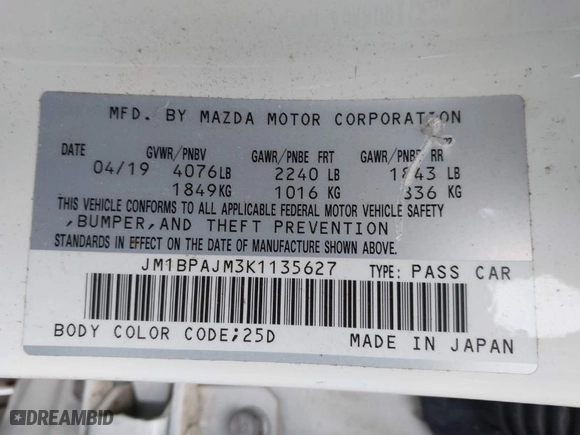 MFD. BY MAZDA MOTOR CORPORATION
DATE GVWR/PNBV GAWR/PNBE FRT GAWR/PNBE RR
04/19 4076LB 2240 LB 1843 LB
1849KG 1016 KG 836 KG
THIS VEHICLE CONFORMS TO ALL APPLICABLE FEDERAL MOTOR VEHICLE SAFETY
,BUMPER,AND THEFT PREVENTION
STANDARDS IN EFFECT ON THE DATE OF MANUFACTURE SHOWN ABOVE.
JM1BPAJM3K1135627 TYPE: PASS CAR
BODY COLOR CODE;25D MADE IN JAPAN
DREAMBID